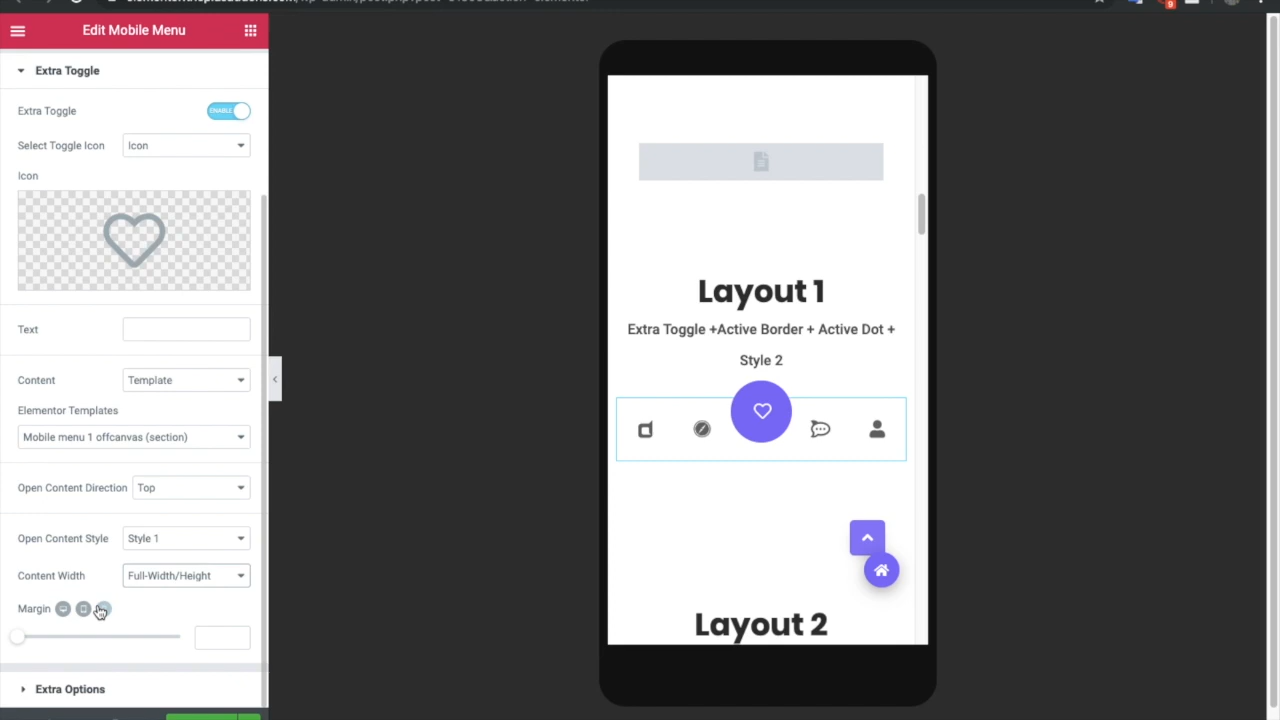 9
Edit Mobile Menu
Extra Toggle
Extra Toggle
ENABLE
Select Toggle Icon
Icon
Icon
Text
Content
Template
Elementor Templates
Mobile menu 1 offcanvas (section)
Open Content Direction
Top
Open Content Style
Style 1
Content Width
Full-Width/Height
Margin
Extra Options
Layout 1
Extra Toggle +Active Border + Active Dot +
Style 2
Layout 2